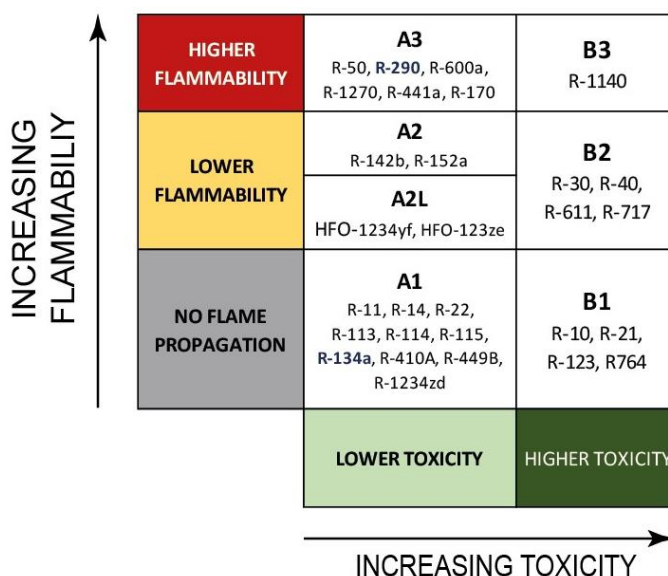 INCREASING
FLAMMABILIY
HIGHER
FLAMMABILITY
A3
R-50, R-290, R-600a,
R-1270, R-441a, R-170
B3
R-1140
LOWER
FLAMMABILITY
A2
R-142b, R-152a
A2L
HFO-1234yf, HFO-123ze
B2
R-30, R-40,
R-611, R-717
NO FLAME
PROPAGATION
A1
R-11, R-14, R-22,
R-113, R-114, R-115,
R-134a, R-410A, R-449B,
R-1234zd
B1
R-10, R-21,
R-123, R764
LOWER TOXICITY
HIGHER TOXICITY
INCREASING TOXICITY